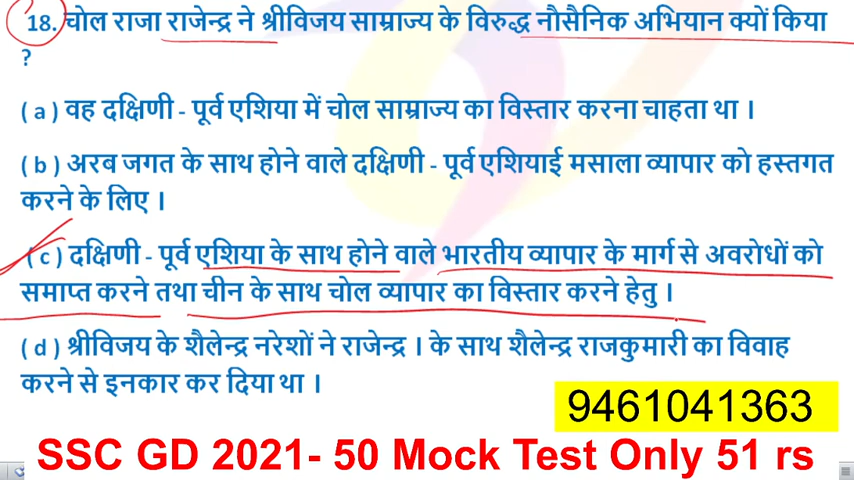 18. चोल राजा राजेन्द्र ने श्रीविजय साम्राज्य के विरुद्ध नौसैनिक अभियान क्यों किया
?
( a ) वह दक्षिणी - पूर्व एशिया में चोल साम्राज्य का विस्तार करना चाहता था ।
( b ) अरब जगत के साथ होने वाले दक्षिणी - पूर्व एशियाई मसाला व्यापार को हस्तगत
करने के लिए ।
( c ) दक्षिणी - पूर्व एशिया के साथ होने वाले भारतीय व्यापार के मार्ग से अवरोधों को
समाप्त करने तथा चीन के साथ चोल व्यापार का विस्तार करने हेतु ।
( d ) श्रीविजय के शैलेन्द्र नरेशों ने राजेन्द्र । के साथ शैलेन्द्र राजकुमारी का विवाह
करने से इनकार कर दिया था ।
9461041363
SSC GD 2021- 50 Mock Test Only 51 rs